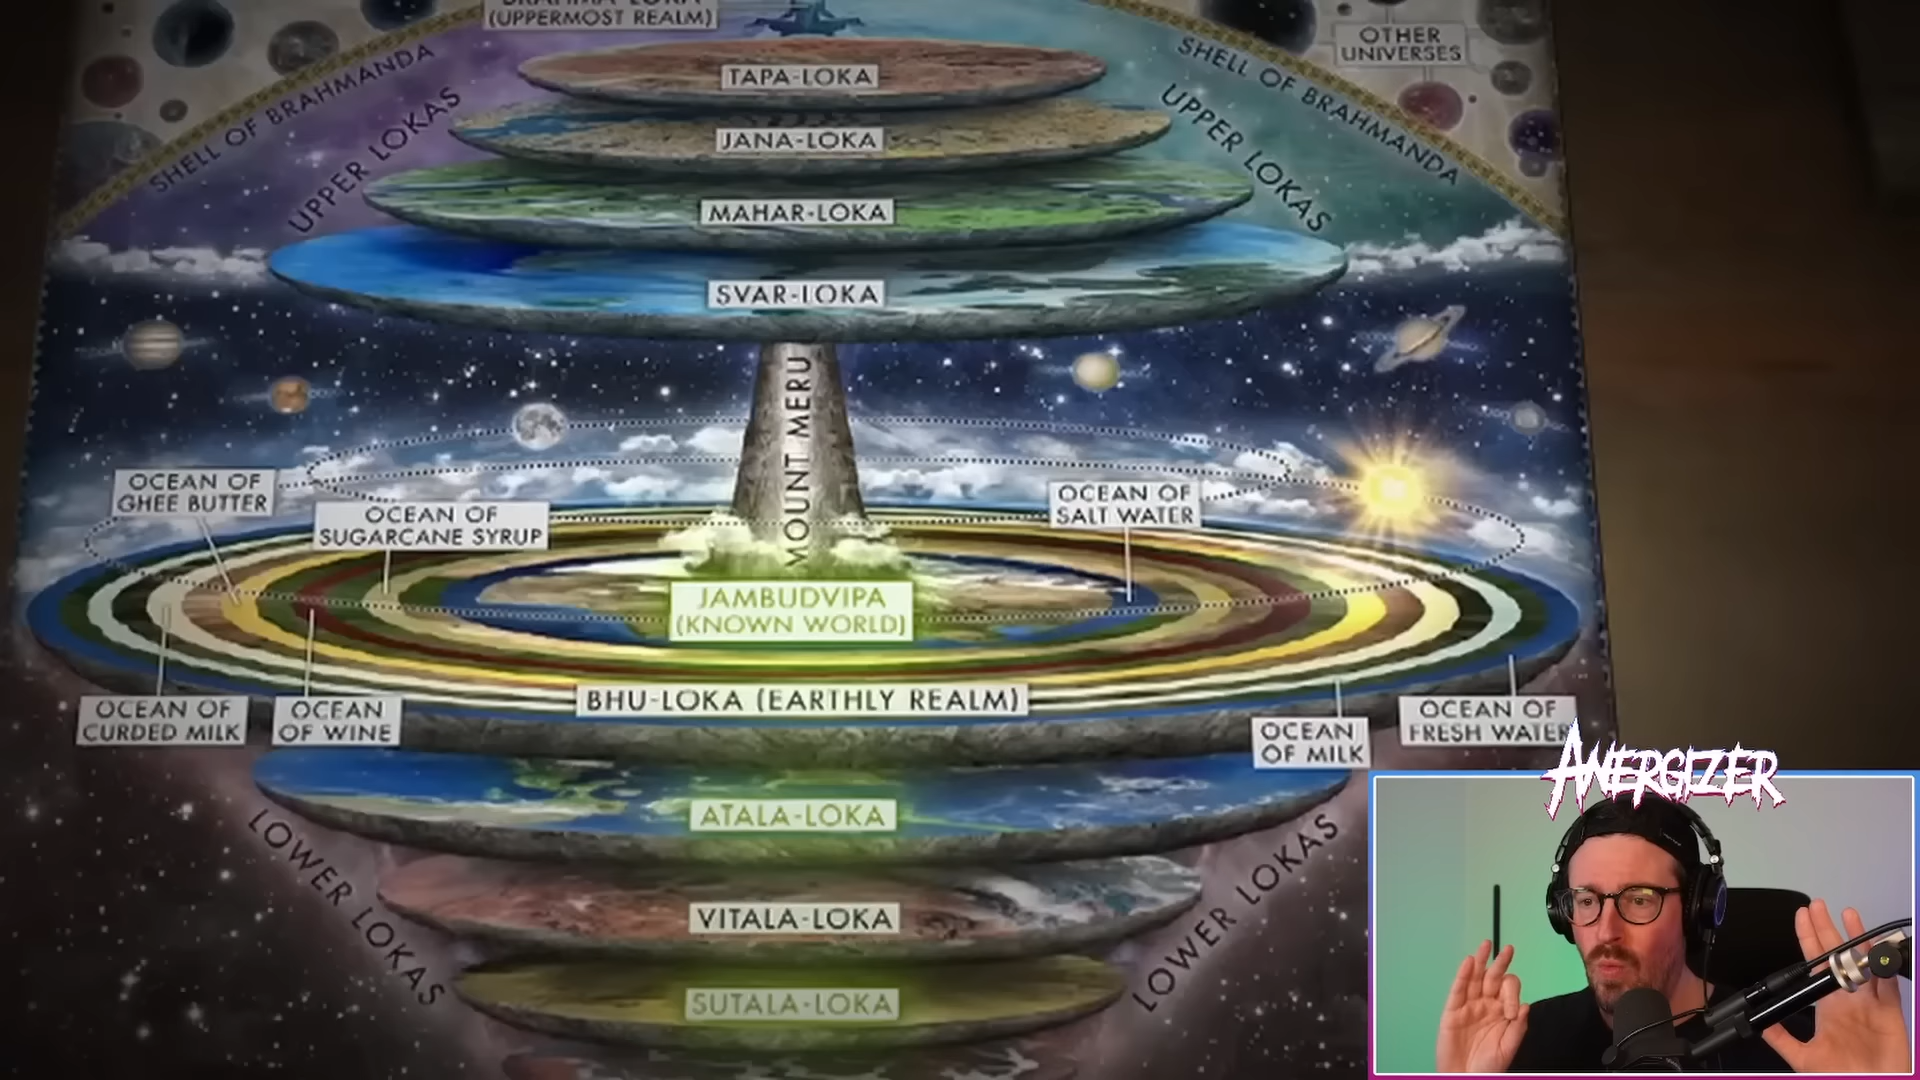 BRAHMA-LOKA
(UPPERMOST REALM)
OTHER
UNIVERSES
SHELL OF BRAHMANDA
SHELL OF BRAHMANDA
UPPER LOKAS
UPPER LOKAS
TAPA-LOKA
JANA-LOKA
MAHAR-LOKA
SVAR-LOKA
MOUNT MERU
OCEAN OF
GHEE BUTTER
OCEAN OF
SUGARCANE SYRUP
OCEAN OF
SALT WATER
JAMBUDVIPA
(KNOWN WORLD)
BHU-LOKA (EARTHLY REALM)
OCEAN OF
CURDED MILK
OCEAN
OF WINE
OCEAN
OF MILK
OCEAN OF
FRESH WATER
ATALA-LOKA
VITALA-LOKA
SUTALA-LOKA
LOWER LOKAS
LOWER LOKAS
AWERGIZER